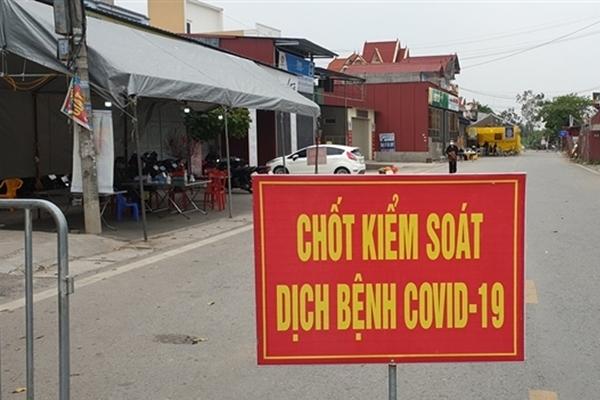 CHỐT KIỂM SOÁT
DỊCH BỆNH COVID-19